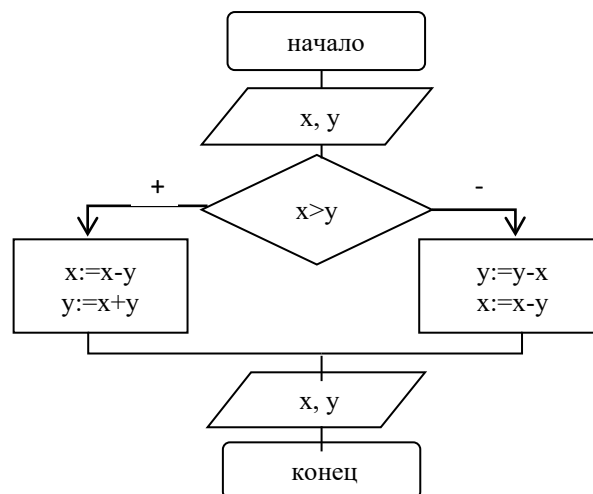 начало
x, y
+
-
x>y
x:=x-y
y:=x+y
y:=y-x
x:=x-y
x, y
конец